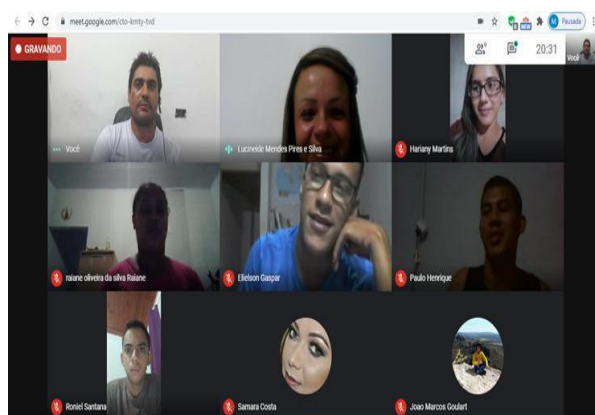 meet.google.com/cto-kmty-tvd
Pausada
GRAVANDO
20:31
Você
Você
Lucineide Mendes Pires e Silva
Hariany Martins
raiane oliveira da silva Raiane
Elielson Gaspar
Paulo Henrique
Roniel Santana
Samara Costa
Joao Marcos Goulart